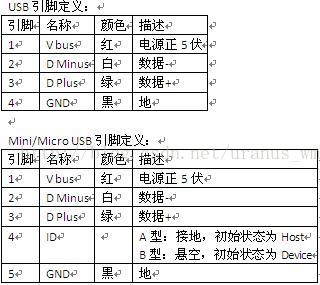 USB 引脚定义：
引脚 名称 颜色 描述
1 V bus 红 电源正 5 伏
2 D Minus 白 数据-
3 D Plus 绿 数据+
4 GND 黑 地
Mini/Micro USB 引脚定义：
引脚 名称 颜色 描述
1 V bus 红 电源正 5 伏
2 D Minus 白 数据-
3 D Plus 绿 数据+
4 ID A 型：接地，初始状态为 Host
B 型：悬空，初始状态为 Device
5 GND 黑 地